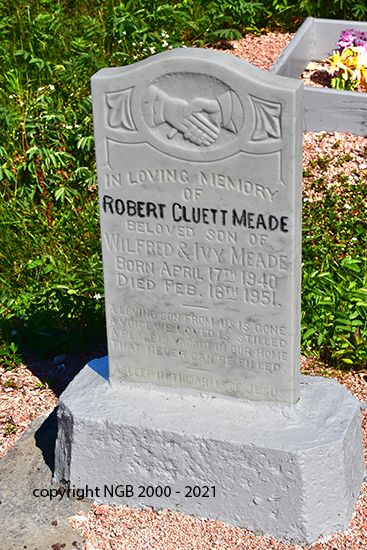 IN LOVING MEMORY
OF
ROBERT CLUETT MEADE
BELOVED SON OF
WILFRED & IVY MEADE
BORN APRIL 17TH 1940
DIED FEB. 16TH 1951.
A LOVING SON FROM US IS GONE
A VOICE WE LOVED IS STILLED
A PLACE IS VACANT IN OUR HOME
THAT NEVER CAN BE FILLED
ASLEEP IN THE ARMS OF JESUS
copyright NGB 2000 - 2021